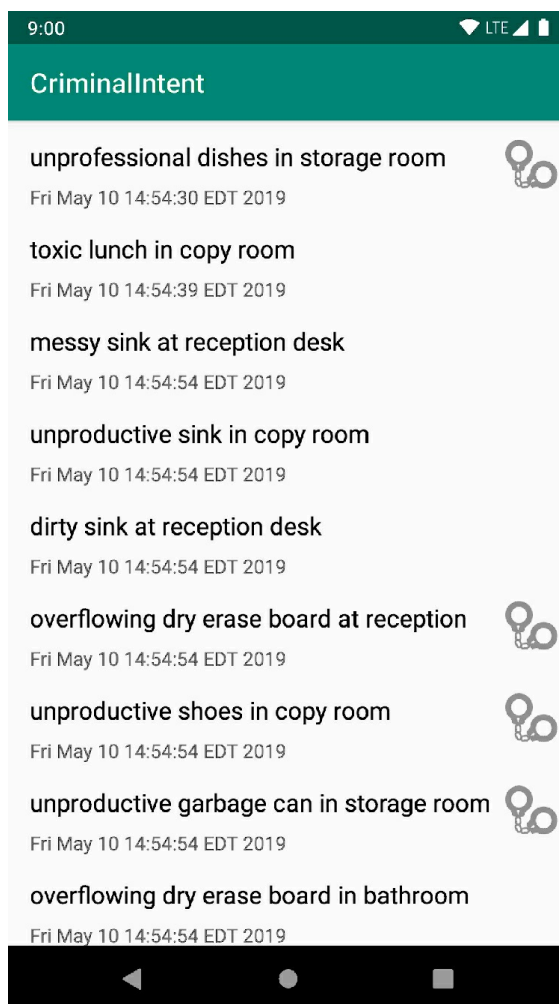 9:00 LTE
CriminalIntent
unprofessional dishes in storage room
Fri May 10 14:54:30 EDT 2019
toxic lunch in copy room
Fri May 10 14:54:39 EDT 2019
messy sink at reception desk
Fri May 10 14:54:54 EDT 2019
unproductive sink in copy room
Fri May 10 14:54:54 EDT 2019
dirty sink at reception desk
Fri May 10 14:54:54 EDT 2019
overflowing dry erase board at reception
Fri May 10 14:54:54 EDT 2019
unproductive shoes in copy room
Fri May 10 14:54:54 EDT 2019
unproductive garbage can in storage room
Fri May 10 14:54:54 EDT 2019
overflowing dry erase board in bathroom
Fri May 10 14:54:54 EDT 2019